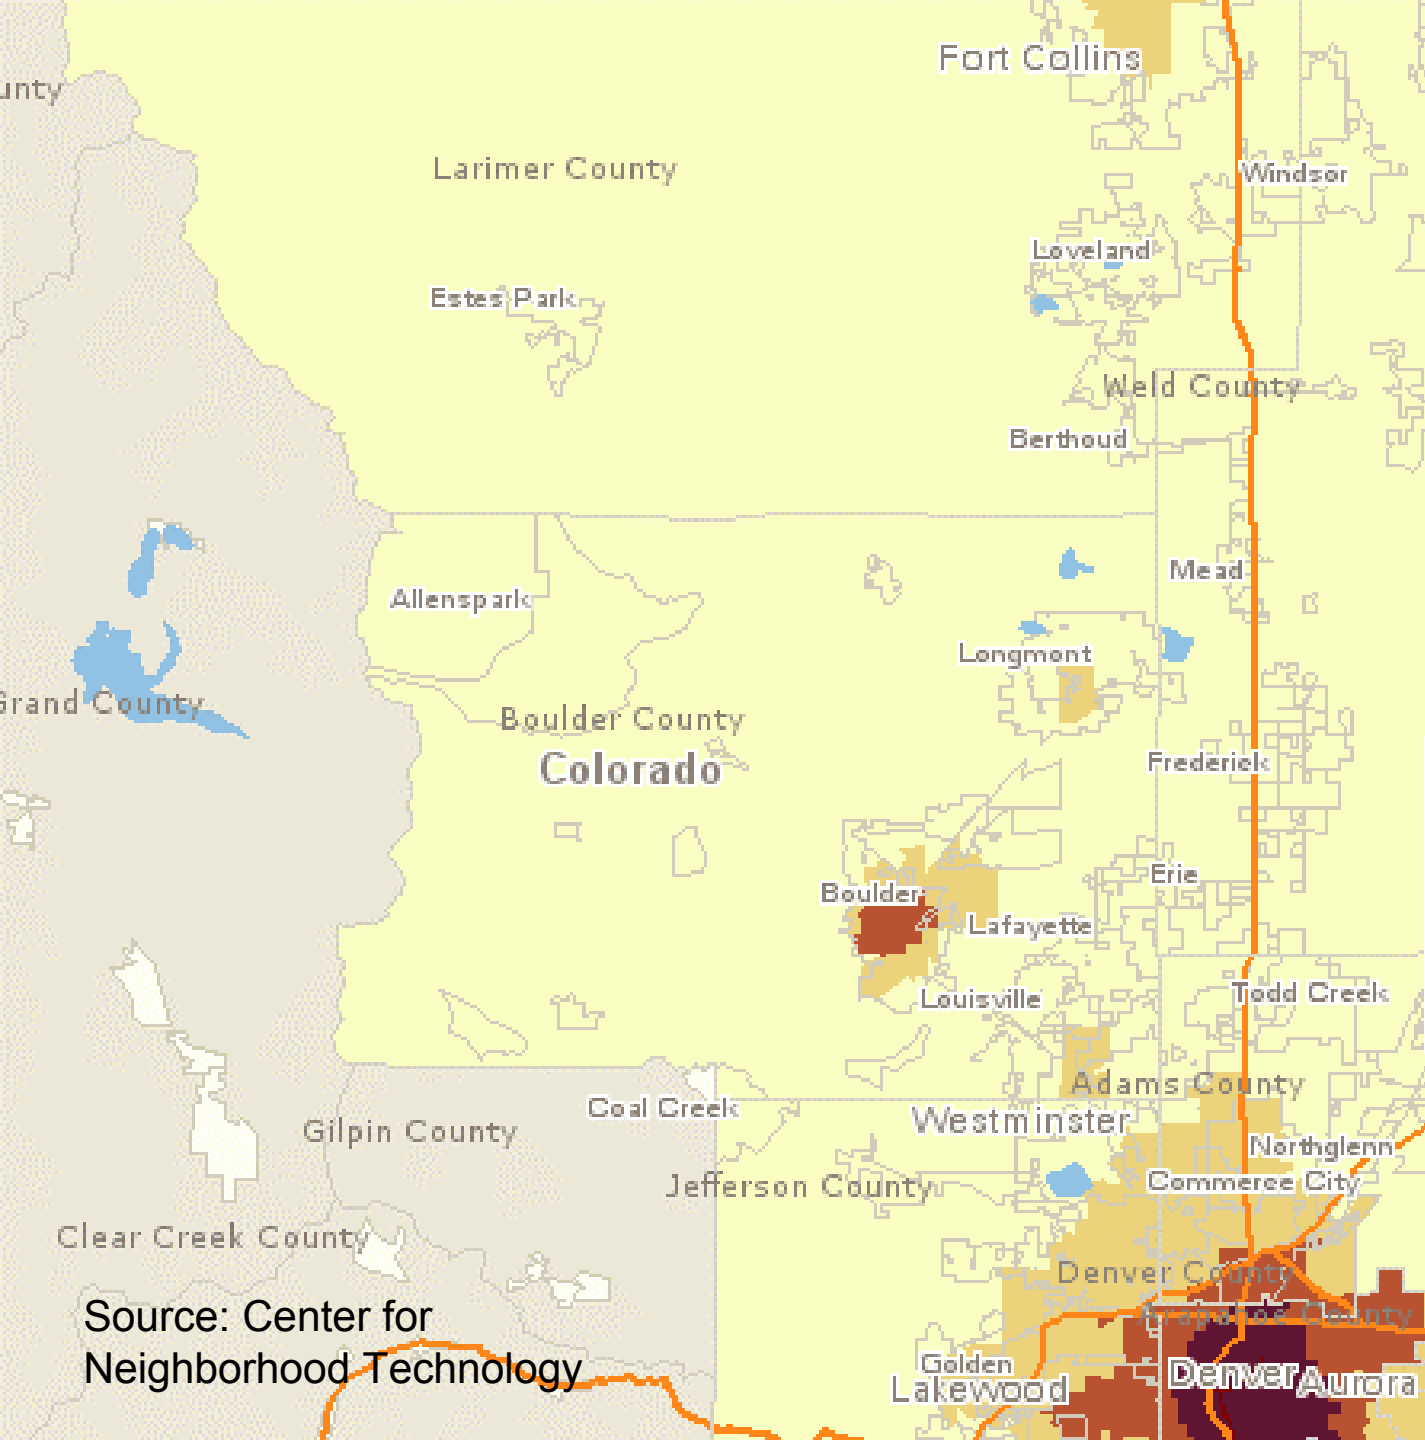 Fort Collins
unty
Larimer County
Windsor
Loveland
Estes Park
Weld County
Berthoud
Mead
Allenspark
Longmont
Grand County
Boulder County
Colorado
Frederick
Erie
Boulder
Lafayette
Louisville
Todd Creek
Adams County
Coal Creek
Westminster
Gilpin County
Northglenn
Jefferson County
Commerce City
Clear Creek County
Denver County
Source: Center for
Arapahoe County
Neighborhood Technology
Golden
Denver
Aurora
Lakewood